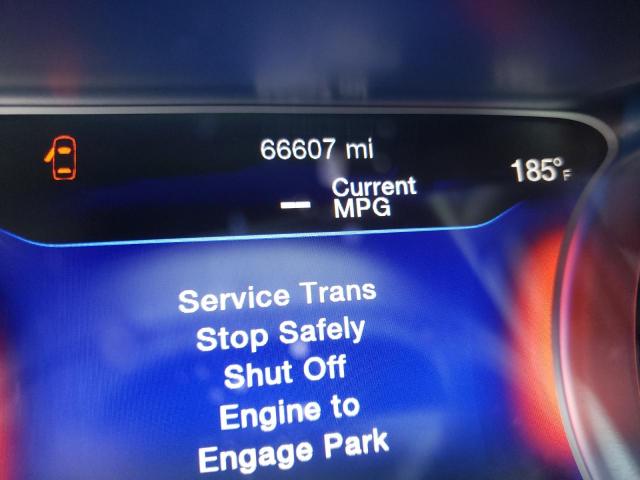 66607 mi
185°F
Current
— MPG
Service Trans
Stop Safely
Shut Off
Engine to
Engage Park